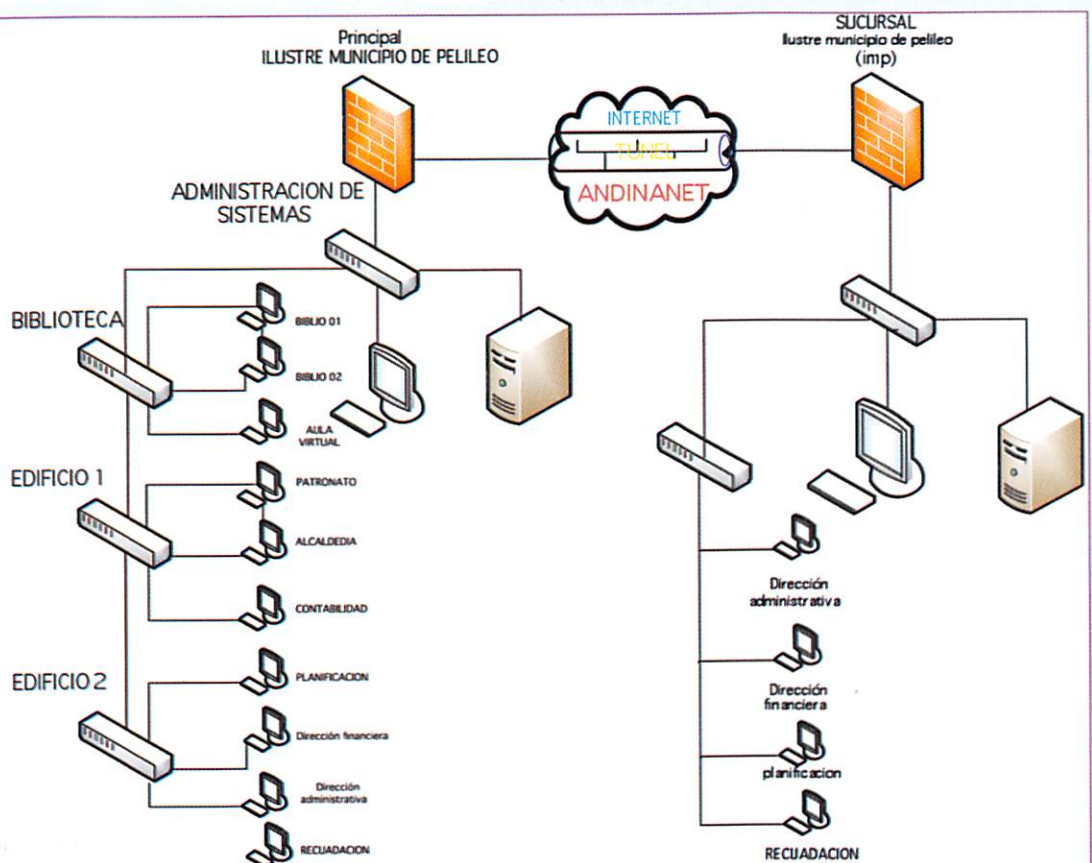 Principal
ILUSTRE MUNICIPIO DE PELILEO
SUCURSAL
Ilustre municipio de pelileo
(imp)
INTERNET
TUNEL
ANDINANET
ADMINISTRACION DE
SISTEMAS
BIBLIOTECA
BIBLIO 01
BIBLIO 02
AULA
VIRTUAL
EDIFICIO 1
PATRONATO
ALCALDEDIA
CONTABILIDAD
EDIFICIO 2
PLANIFICACION
Dirección financiera
Dirección
administrativa
RECUADACION
Dirección
administrativa
Dirección
financiera
planificacion
RECUADACION